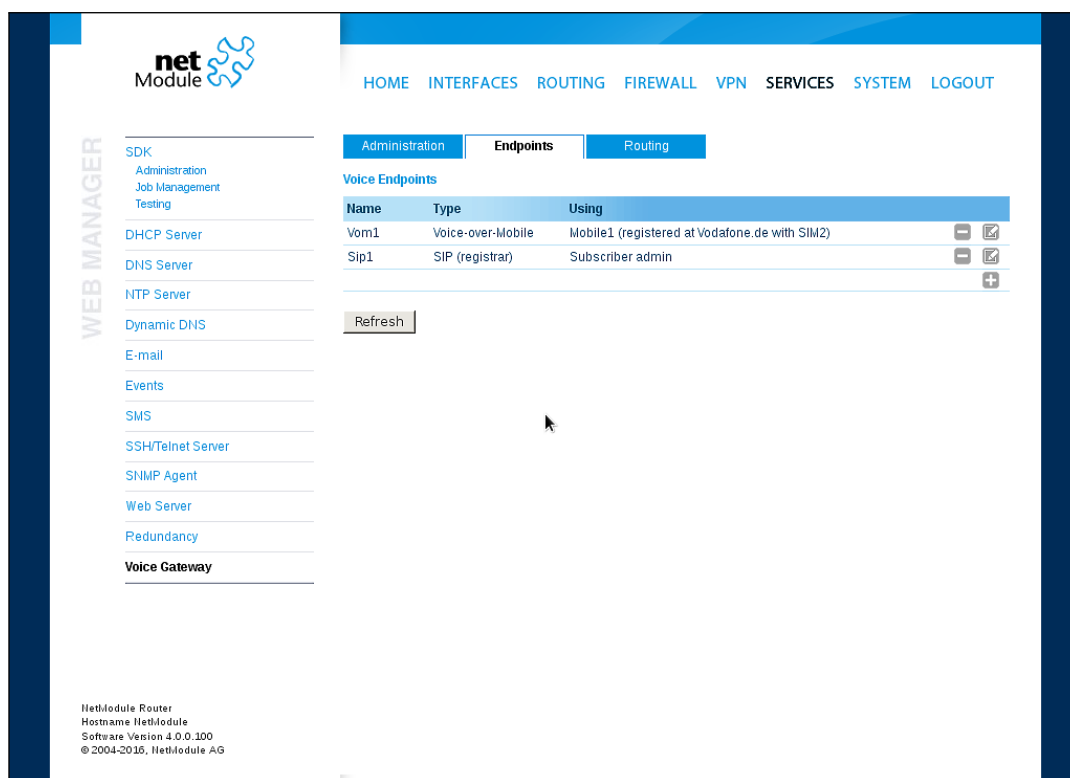 net
Module
HOME INTERFACES ROUTING FIREWALL VPN SERVICES SYSTEM LOGOUT
WEB MANAGER
SDK
Administration
Job Management
Testing
DHCP Server
DNS Server
NTP Server
Dynamic DNS
E-mail
Events
SMS
SSH/Telnet Server
SNMP Agent
Web Server
Redundancy
Voice Gateway
Administration Endpoints Routing
Voice Endpoints
Name Type Using
Vom1 Voice-over-Mobile Mobile1 (registered at Vodafone.de with SIM2)
Sip1 SIP (registrar) Subscriber admin
Refresh
NetModule Router
Hostname NetModule
Software Version 4.0.0.100
© 2004-2016, NetModule AG